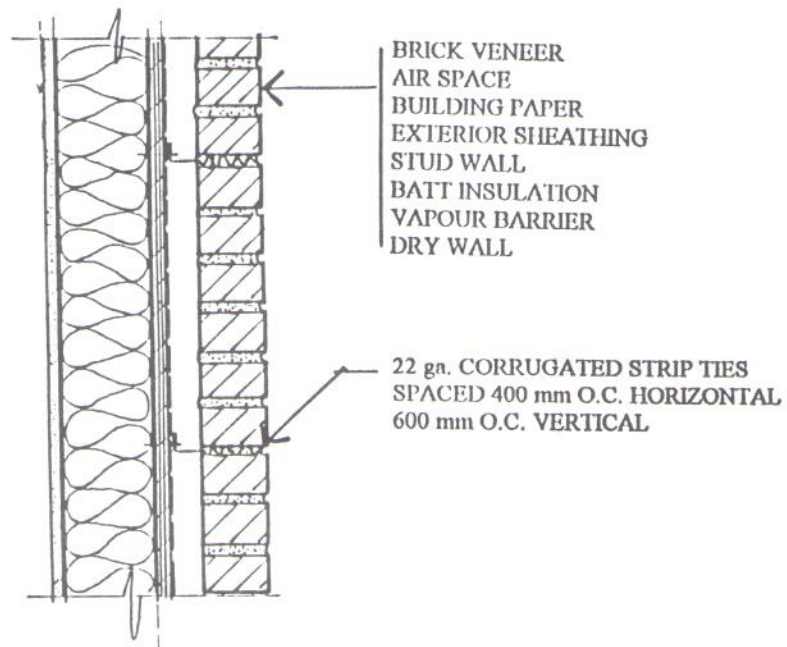 BRICK VENEER
AIR SPACE
BUILDING PAPER
EXTERIOR SHEATHING
STUD WALL
BATT INSULATION
VAPOUR BARRIER
DRY WALL
22 ga. CORRUGATED STRIP TIES
SPACED 400 mm O.C. HORIZONTAL
600 mm O.C. VERTICAL